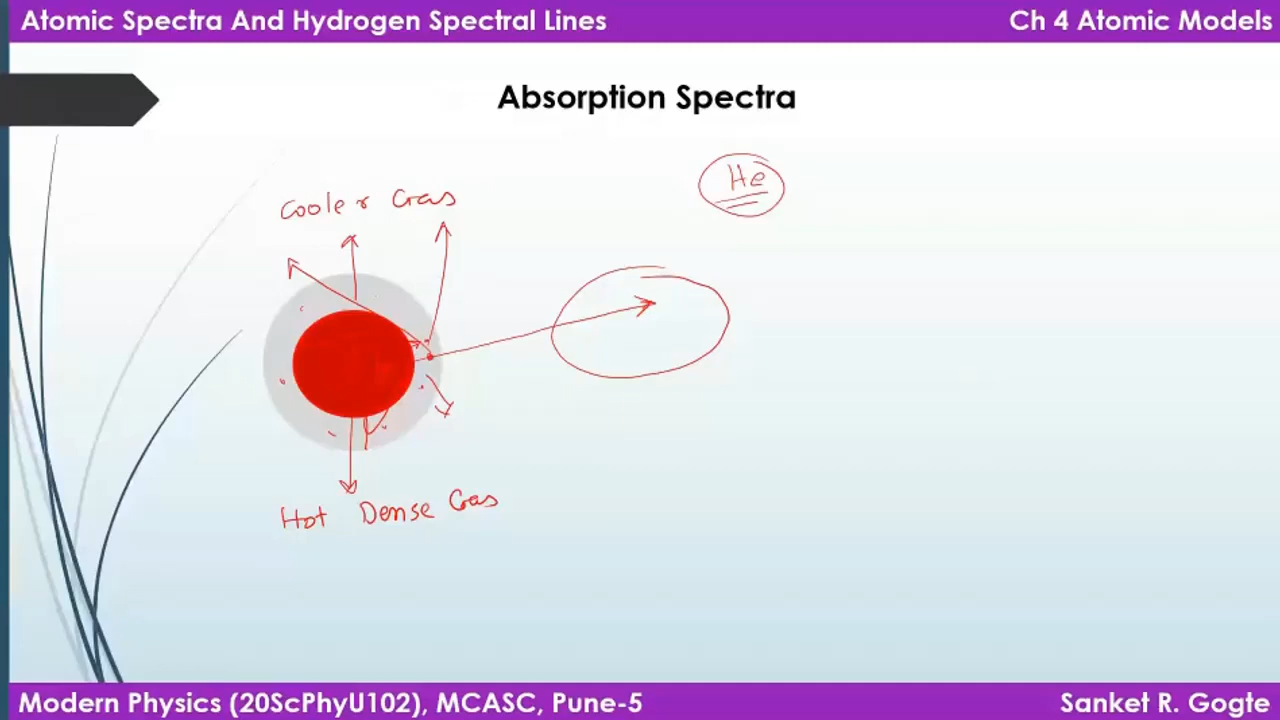 Atomic Spectra And Hydrogen Spectral Lines
Ch 4 Atomic Models
Absorption Spectra
He
Cooler Gas
Hot Dense Gas
Modern Physics (20ScPhyU102), MCASC, Pune-5
Sanket R. Gogte